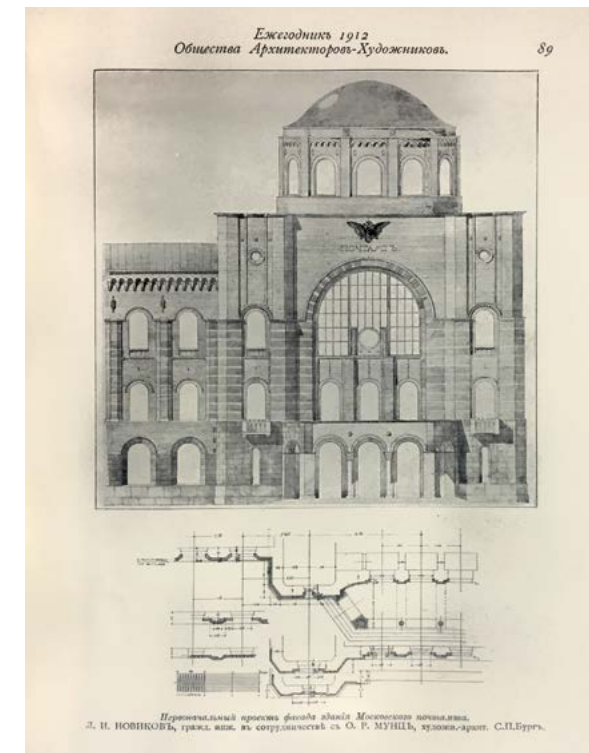 Ежегодникъ 1912
Общества Архитекторовъ-Художниковъ.
89
ПОЧТАМТЪ
Первоначальный проектъ фасада зданія Московскаго почтамта.
Л. И. НОВИКОВЪ, гражд. инж. въ сотрудничествѣ съ О. Р. МУНЦЪ, художн.-архит. С.П.Бургъ.